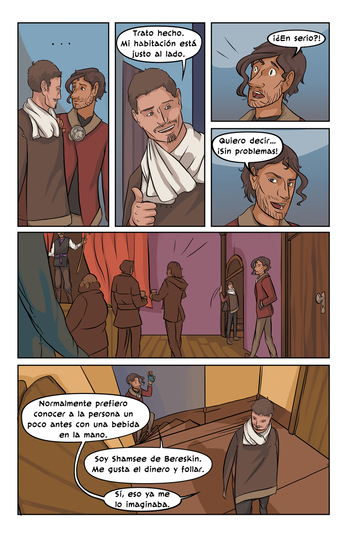 ...
Trato hecho.
Mi habitación está
justo al lado.
¡¿En serio?!
Quiero decir...
¡Sin problemas!
Normalmente prefiero
conocer a la persona un
poco antes con una bebida
en la mano.
Soy Shamsee de Bereskin.
Me gusta el dinero y follar.
Sí, eso ya me
lo imaginaba.